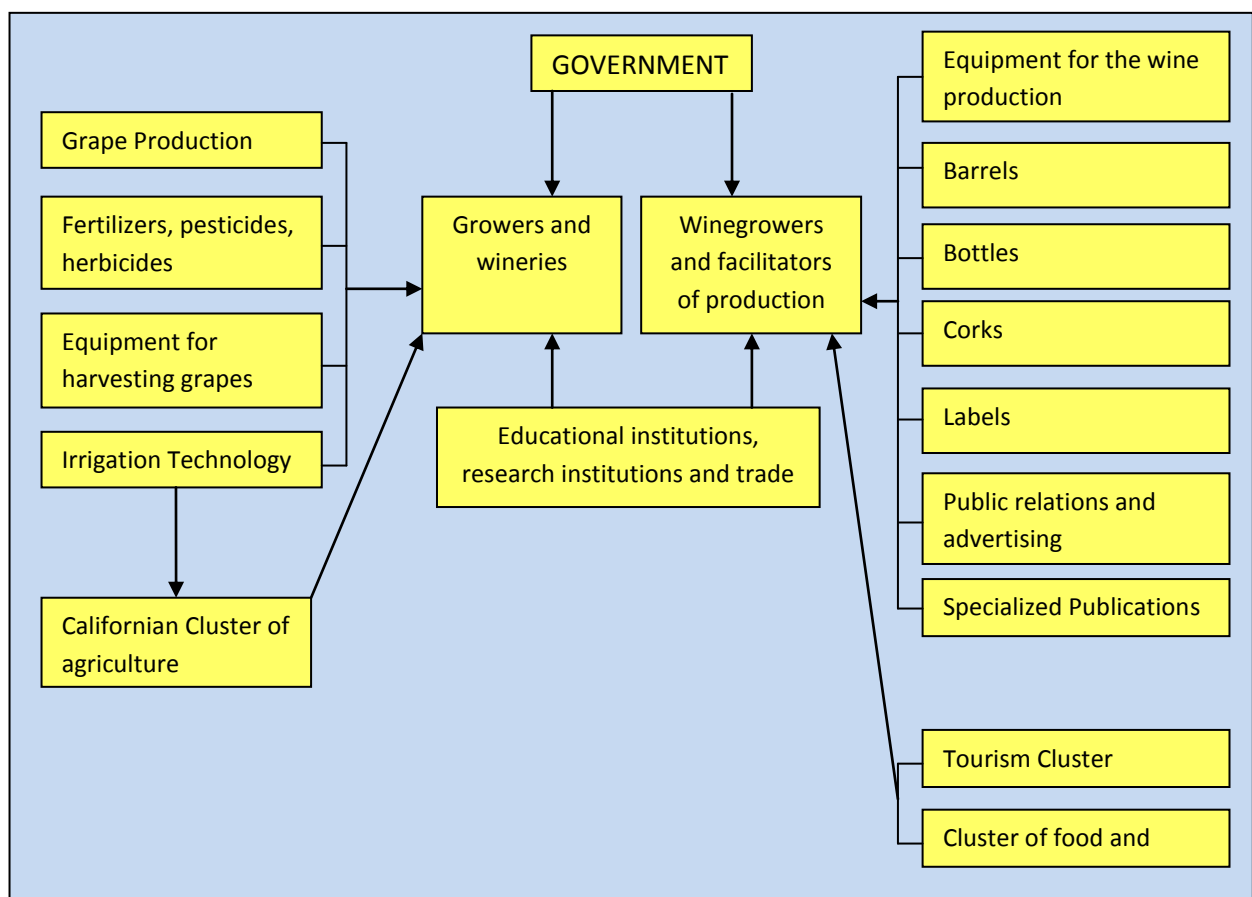 GOVERNMENT
Grape Production
Fertilizers, pesticides,
herbicides
Equipment for
harvesting grapes
Irrigation Technology
Californian Cluster of
agriculture
Growers and
wineries
Winegrowers
and facilitators
of production
Educational institutions,
research institutions and trade
Equipment for the wine
production
Barrels
Bottles
Corks
Labels
Public relations and
advertising
Specialized Publications
Tourism Cluster
Cluster of food and